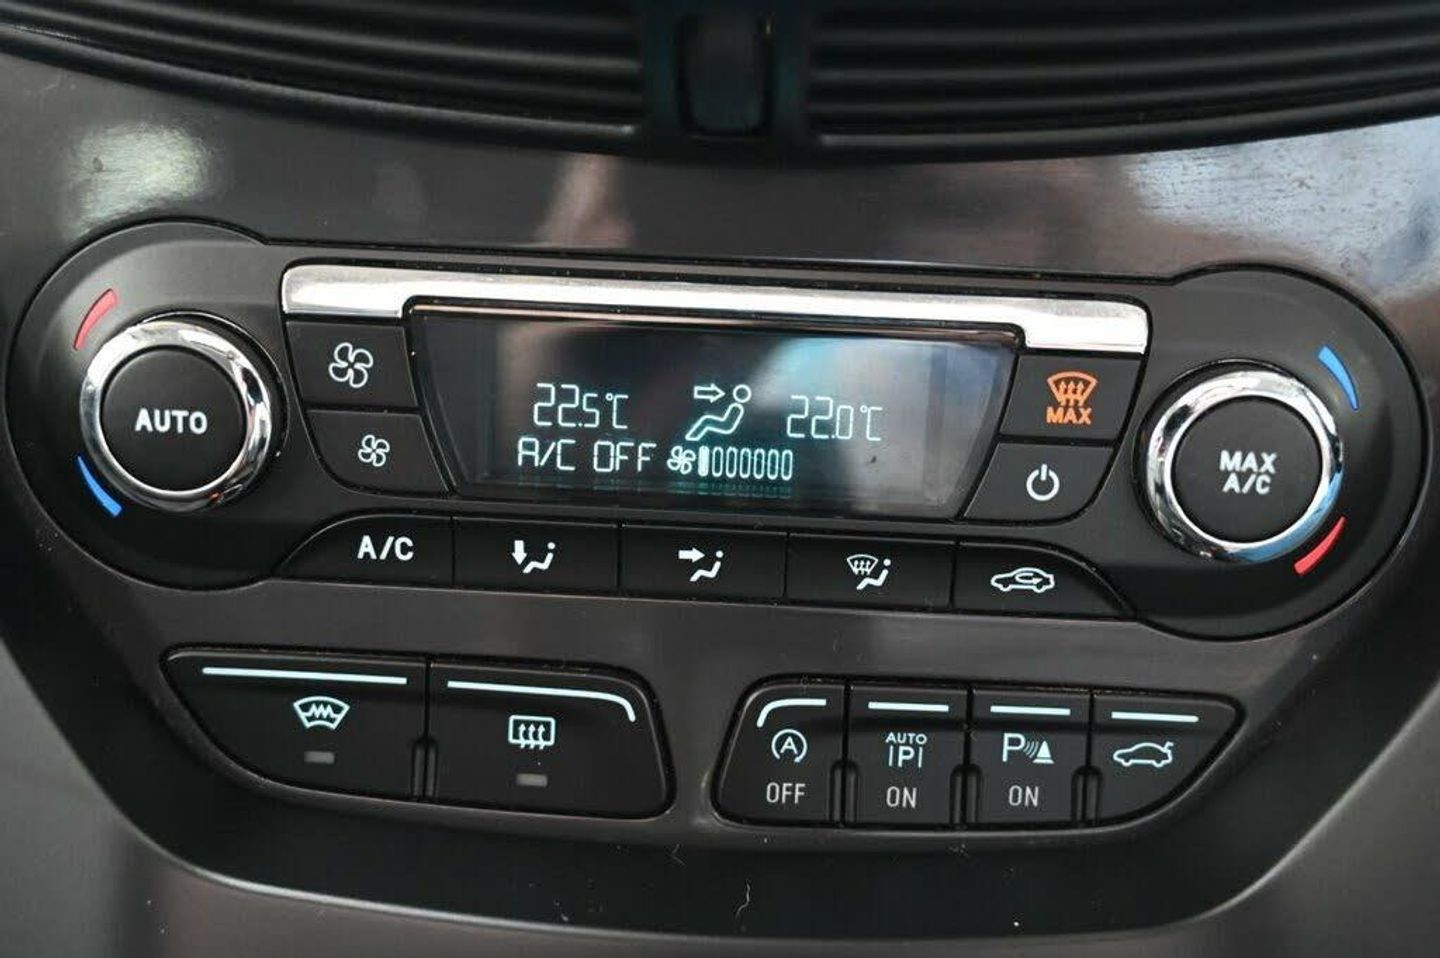 AUTO
22.5°C
22.0°C
A/C OFF
MAX
MAX
A/C
A/C
A
OFF
AUTO
P
ON
P
ON